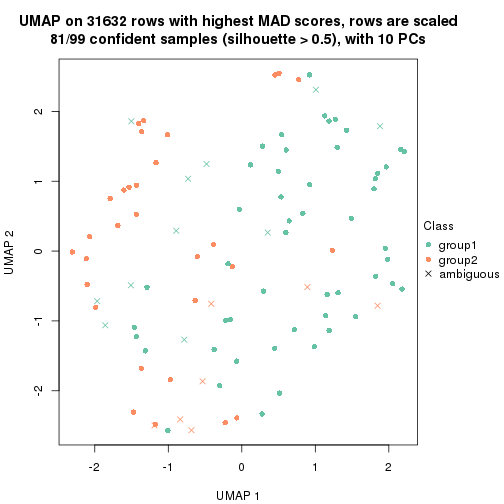 UMAP on 31632 rows with highest MAD scores, rows are scaled
81/99 confident samples (silhouette > 0.5), with 10 PCs
UMAP 2
2
1
0
-1
-2
-2
-1
0
1
2
UMAP 1
Class
group1
group2
ambiguous